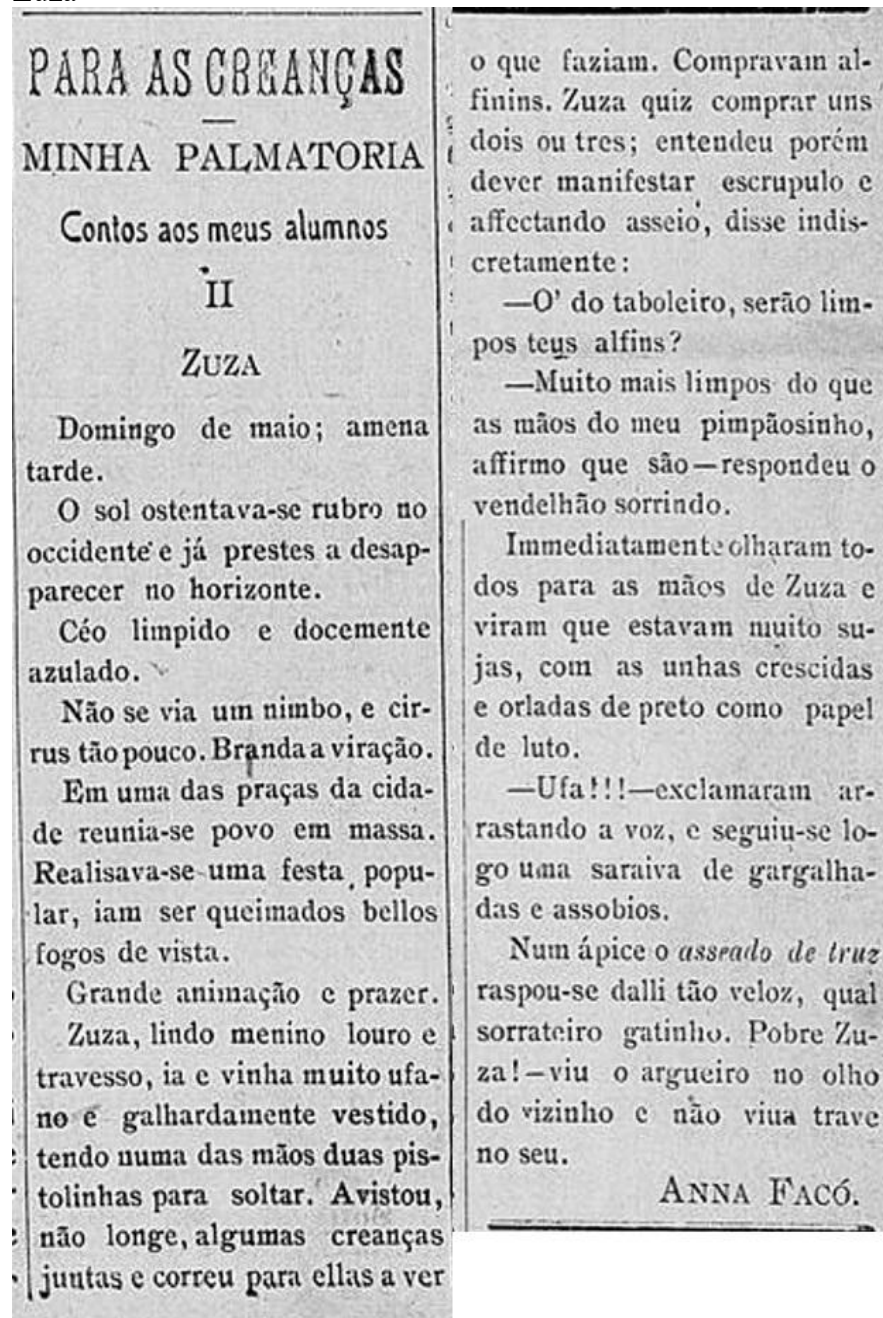 PARA AS CREANÇAS
MINHA PALMATORIA
Contos aos meus alumnos
II
ZUZA
Domingo de maio; amena
tarde.
O sol ostentava-se rubro no
occidente e já prestes a desap-
parecer no horizonte.
Céo limpido e docemente
azulado.
Não se via um nimbo, e cir-
rus tão pouco. Branda a viração.
Em uma das praças da cida-
de reunia-se povo em massa.
Realisava-se uma festa popu-
lar, iam ser queimados bellos
fogos de vista.
Grande animação e prazer.
Zuza, lindo menino louro e
travesso, ia e vinha muito ufa-
no e galhardamente vestido,
tendo numa das mãos duas pis-
tolinhas para soltar. Avistou,
não longe, algumas creanças
juntas e correu para ellas a ver
o que faziam. Compravam al-
finins. Zuza quiz comprar uns
dois ou tres; entendeu porém
dever manifestar escrupulo e
affectando asseio, disse indis-
cretamente:
—O' do taboleiro, serão lim-
pos teus alfins?
—Muito mais limpos do que
as mãos do meu pimpãosinho,
affirmo que são—respondeu o
vendelhão sorrindo.
Immediatamente olharam to-
dos para as mãos de Zuza e
viram que estavam muito su-
jas, com as unhas crescidas
e orladas de preto como papel
de luto.
—Ufa!!!—exclamaram ar-
rastando a voz, e seguiu-se lo-
go uma saraiva de gargalha-
das e assobios.
Num ápice o asseado de truz
raspou-se dalli tão veloz, qual
sorrateiro gatinho. Pobre Zu-
za!—viu o argueiro no olho
do vizinho e não viu a trave
no seu.
ANNA FACÓ.